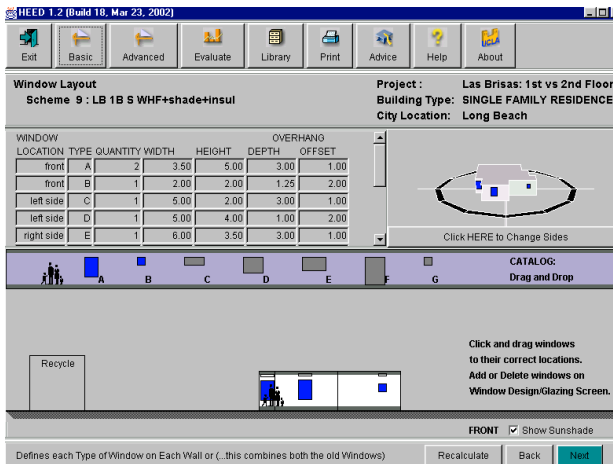 HEED 1.2 (Build 18, Mar 23, 2002)
Exit Basic Advanced Evaluate Library Print Advice Help About
Window Layout
Scheme 9 : LB 1B S WHF+shade+insul
Project : Las Brisas: 1st vs 2nd Floor
Building Type: SINGLE FAMILY RESIDENCE
City Location: Long Beach
WINDOW OVERHANG
LOCATION TYPE QUANTITY WIDTH HEIGHT DEPTH OFFSET
front A 2 3.50 5.00 3.00 1.00
front B 1 2.00 2.00 1.25 2.00
left side C 1 5.00 2.00 3.00 1.00
left side D 1 5.00 4.00 1.00 2.00
right side E 1 6.00 3.50 3.00 1.00
Click HERE to Change Sides
A B C D E F G
CATALOG:
Drag and Drop
Recycle
Click and drag windows
to their correct locations.
Add or Delete windows on
Window Design/Glazing Screen.
FRONT Show Sunshade
Defines each Type of Window on Each Wall or (...this combines both the old Windows)
Recalculate Back Next